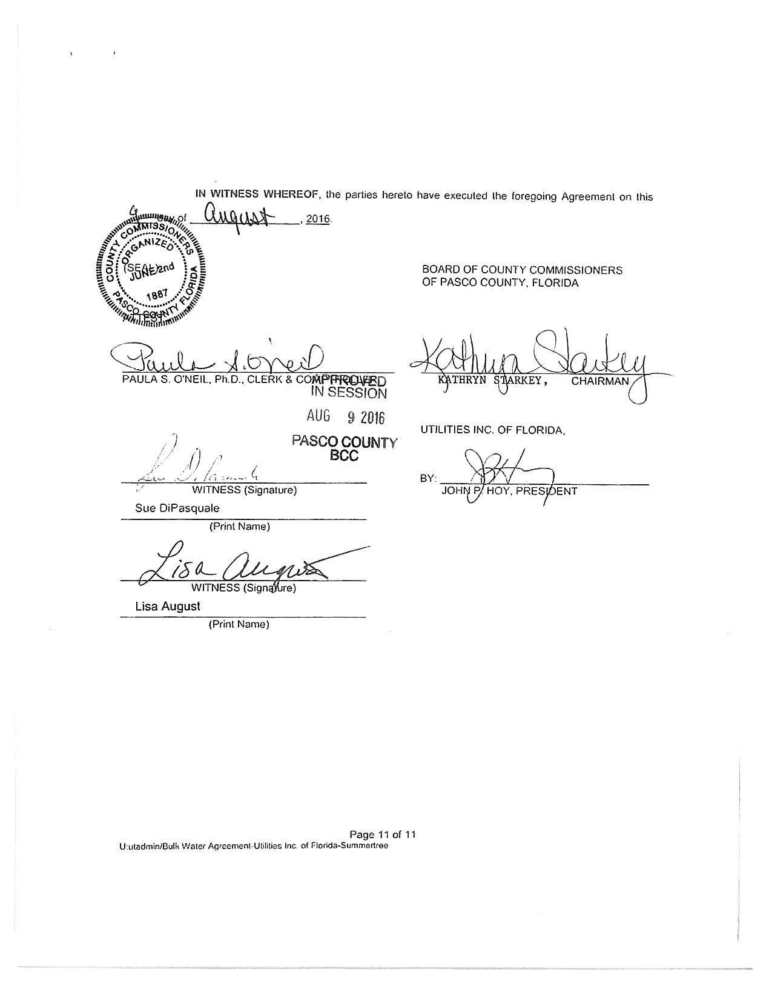 IN WITNESS WHEREOF, the parties hereto have executed the foregoing Agreement on this
9 day of August, 2016.
COUNTY COMMISSIONERS
ORGANIZED
(SEAL)
JUNE 2nd
1887
PASCO COUNTY FLORIDA
ATTEST
BOARD OF COUNTY COMMISSIONERS
OF PASCO COUNTY, FLORIDA
Paula S. O'Neil
Kathryn Starkey
PAULA S. O'NEIL, Ph.D., CLERK & COMP
KATHRYN STARKEY, CHAIRMAN
APPROVED
IN SESSION
AUG 9 2016
PASCO COUNTY
BCC
UTILITIES INC. OF FLORIDA,
BY:
JOHN P. HOY, PRESIDENT
WITNESS (Signature)
Sue DiPasquale
(Print Name)
Lisa August
WITNESS (Signature)
Lisa August
(Print Name)
Page 11 of 11
U:utadmin/Bulk Water Agreement-Utilities Inc. of Florida-Summertree